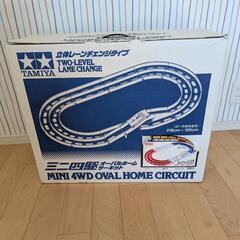 TAMIYA
立体レーンチェンジタイプ
TWO-LEVEL
LANE CHANGE
216cm×120cm
ミニ四駆 オーバルホーム
サーキット
MINI 4WD OVAL HOME CIRCUIT